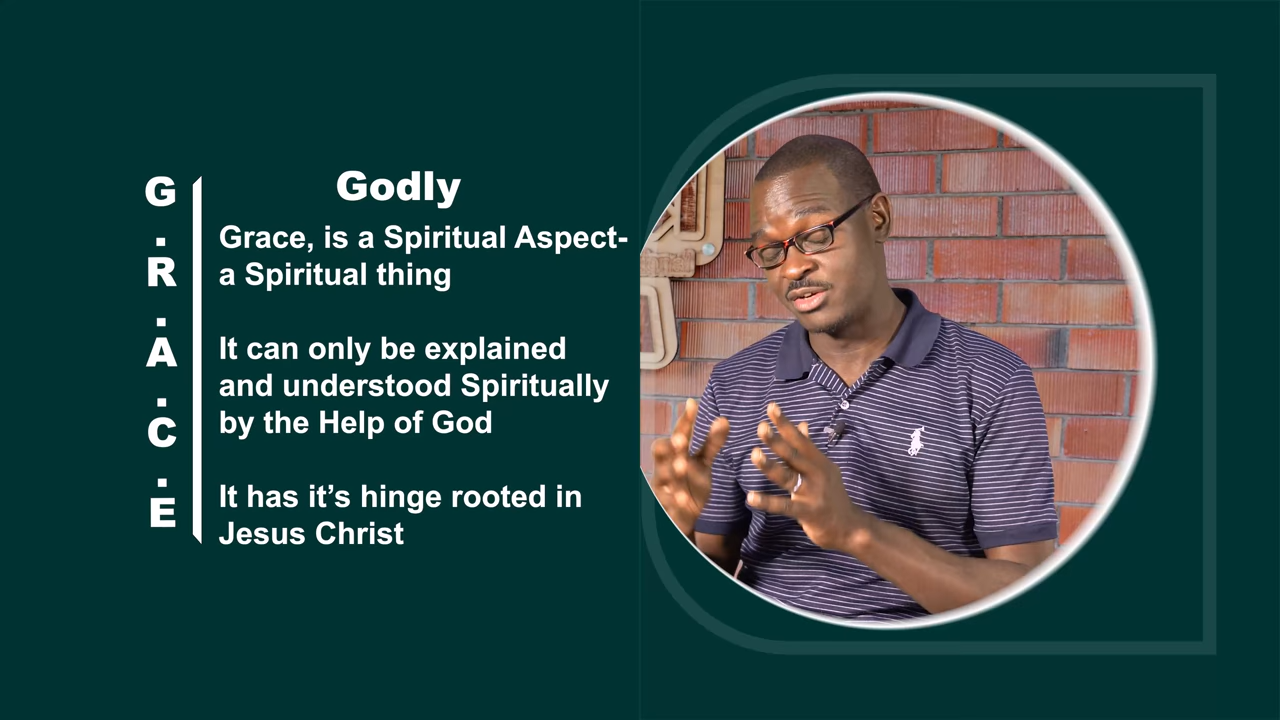 G
.
R
.
A
.
C
.
E
Godly
Grace, is a Spiritual Aspect-
a Spiritual thing
It can only be explained
and understood Spiritually
by the Help of God
It has it’s hinge rooted in
Jesus Christ